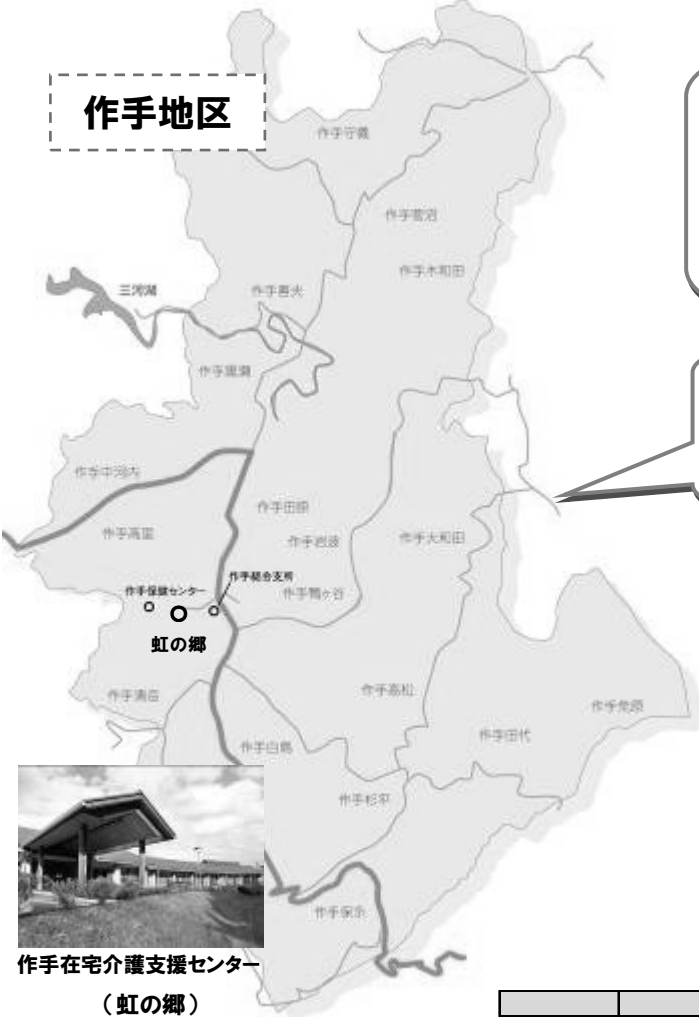 作手地区
作手守義
作手菅沼
作手木和田
三河湖
作手善夫
作手黒瀬
作手中河内
作手田原
作手高里
作手岩波
作手大和田
作手総合支所
作手保健センター
作手鴨ヶ谷
虹の郷
作手高松
作手清岳
作手荒原
作手田代
作手白鳥
作手杉平
作手保永
作手在宅介護支援センター
（虹の郷）